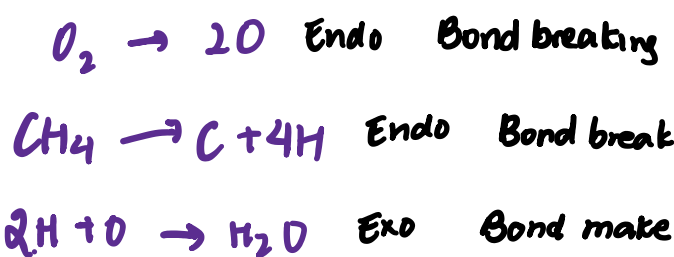 O₂ → 2O Endo Bond breaking
CH₄ → C + 4H Endo Bond break
2H + O → H₂O Exo Bond make